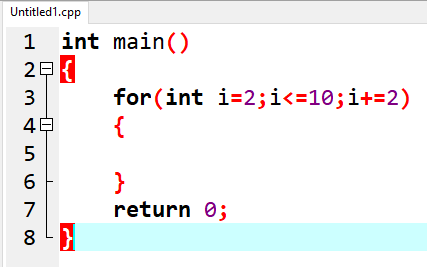 Untitled1.cpp
1 int main()
2 {
3 for(int i=2;i<=10;i+=2)
4 {
5
6 }
7 return 0;
8 }